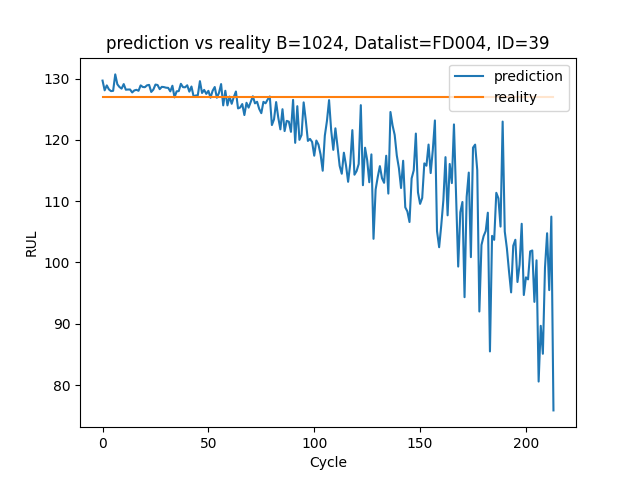 prediction vs reality B=1024, Datalist=FD004, ID=39
prediction
reality
130
120
110
100
90
80
RUL
0
50
100
150
200
Cycle